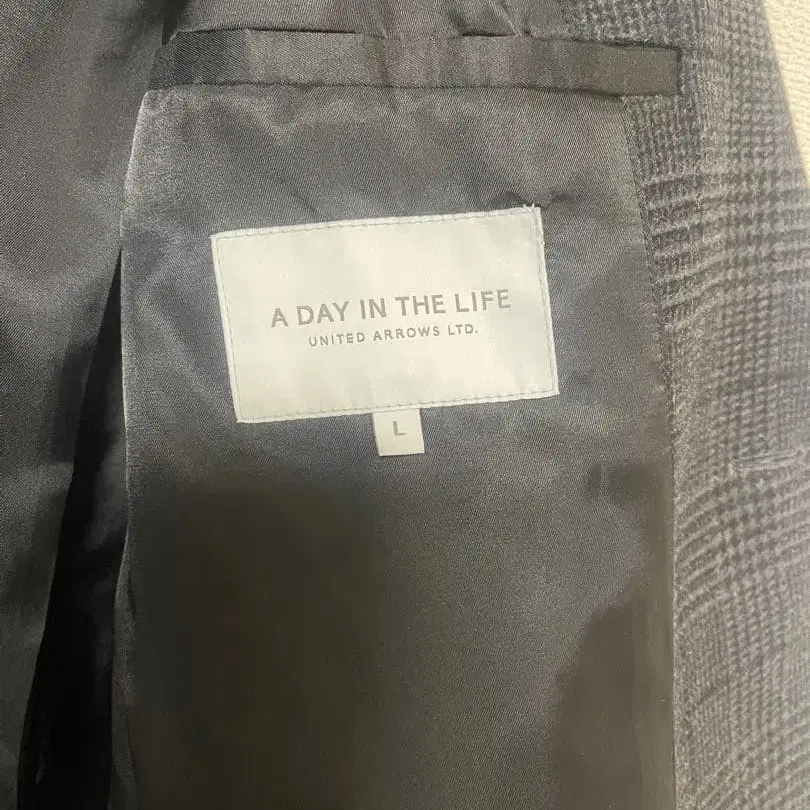 A DAY IN THE LIFE
UNITED ARROWS LTD.
L